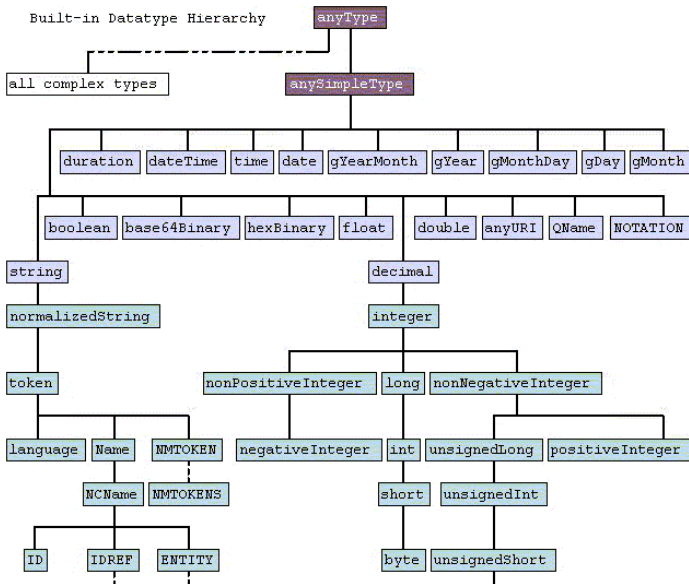 Built-in Datatype Hierarchy
anyType
all complex types
anySimpleType
duration
dateTime
time
date
gYearMonth
gYear
gMonthDay
gDay
gMonth
boolean
base64Binary
hexBinary
float
double
anyURI
QName
NOTATION
string
decimal
normalizedString
integer
token
nonPositiveInteger
long
nonNegativeInteger
language
Name
NMTOKEN
negativeInteger
int
unsignedLong
positiveInteger
NCName
NMTOKENS
short
unsignedInt
ID
IDREF
ENTITY
byte
unsignedShort